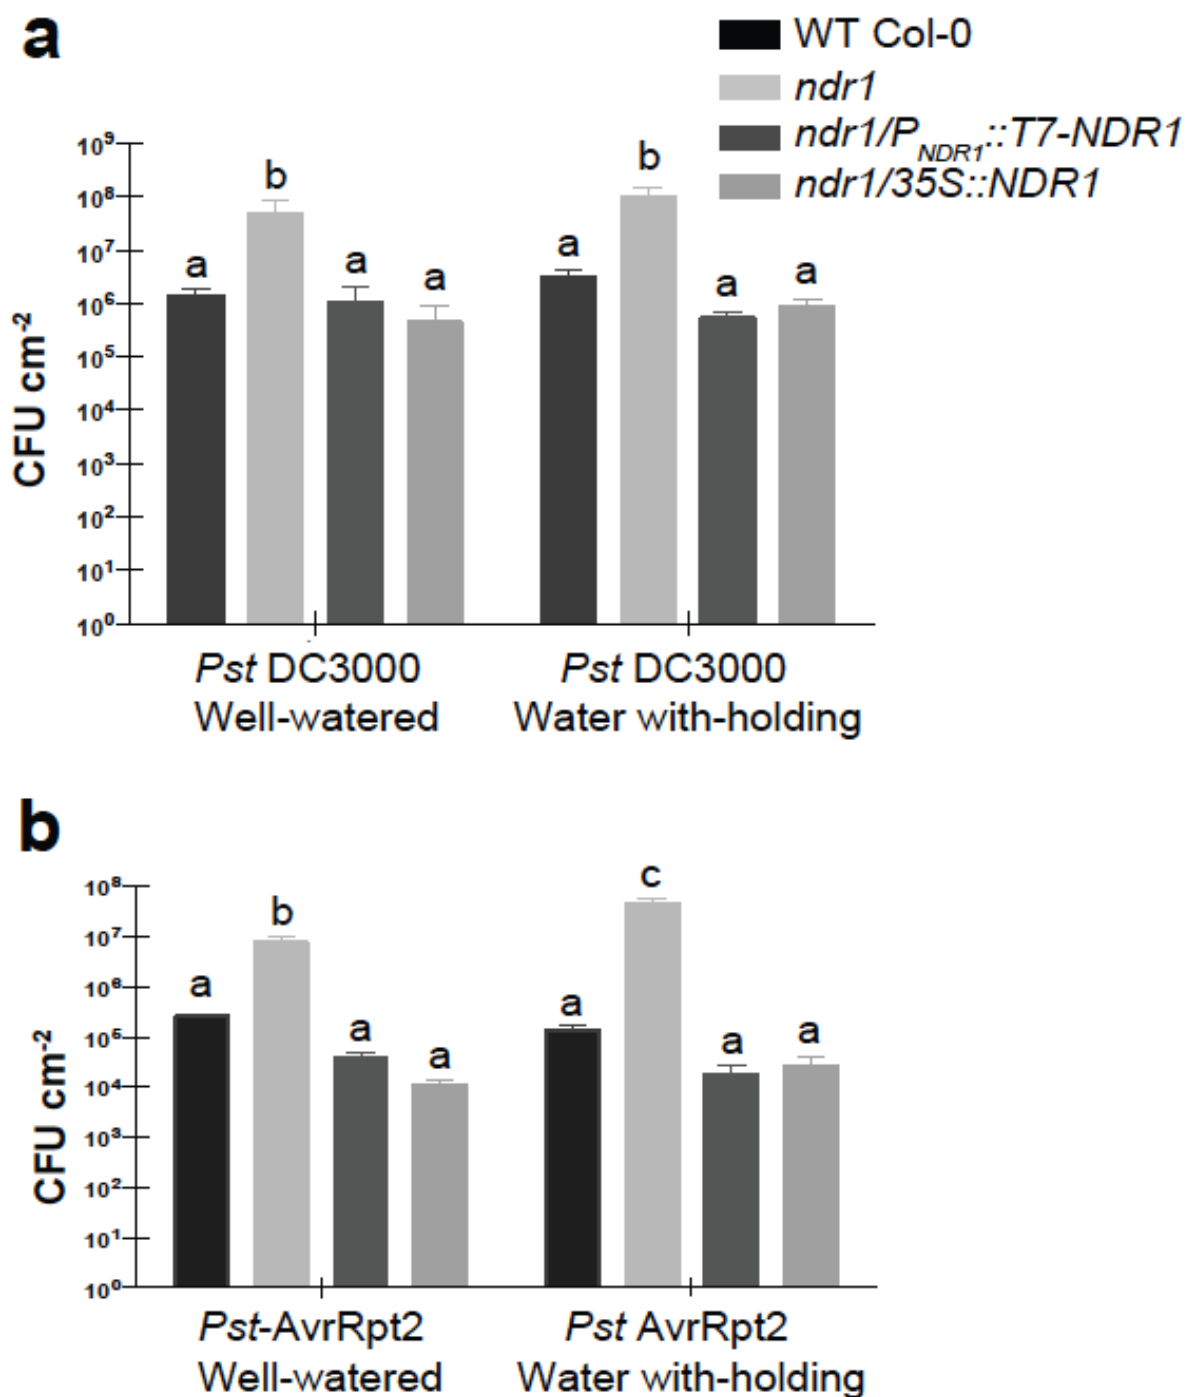 a
WT Col-0
ndr1
ndr1/P_NDR1::T7-NDR1
ndr1/35S::NDR1
CFU cm⁻²
10⁹
10⁸
10⁷
10⁶
10⁵
10⁴
10³
10²
10¹
10⁰
a b a a a b a a
Pst DC3000 Pst DC3000
Well-watered Water with-holding
b
CFU cm⁻²
10⁸
10⁷
10⁶
10⁵
10⁴
10³
10²
10¹
10⁰
a b a a a c a a
Pst-AvrRpt2 Pst AvrRpt2
Well-watered Water with-holding